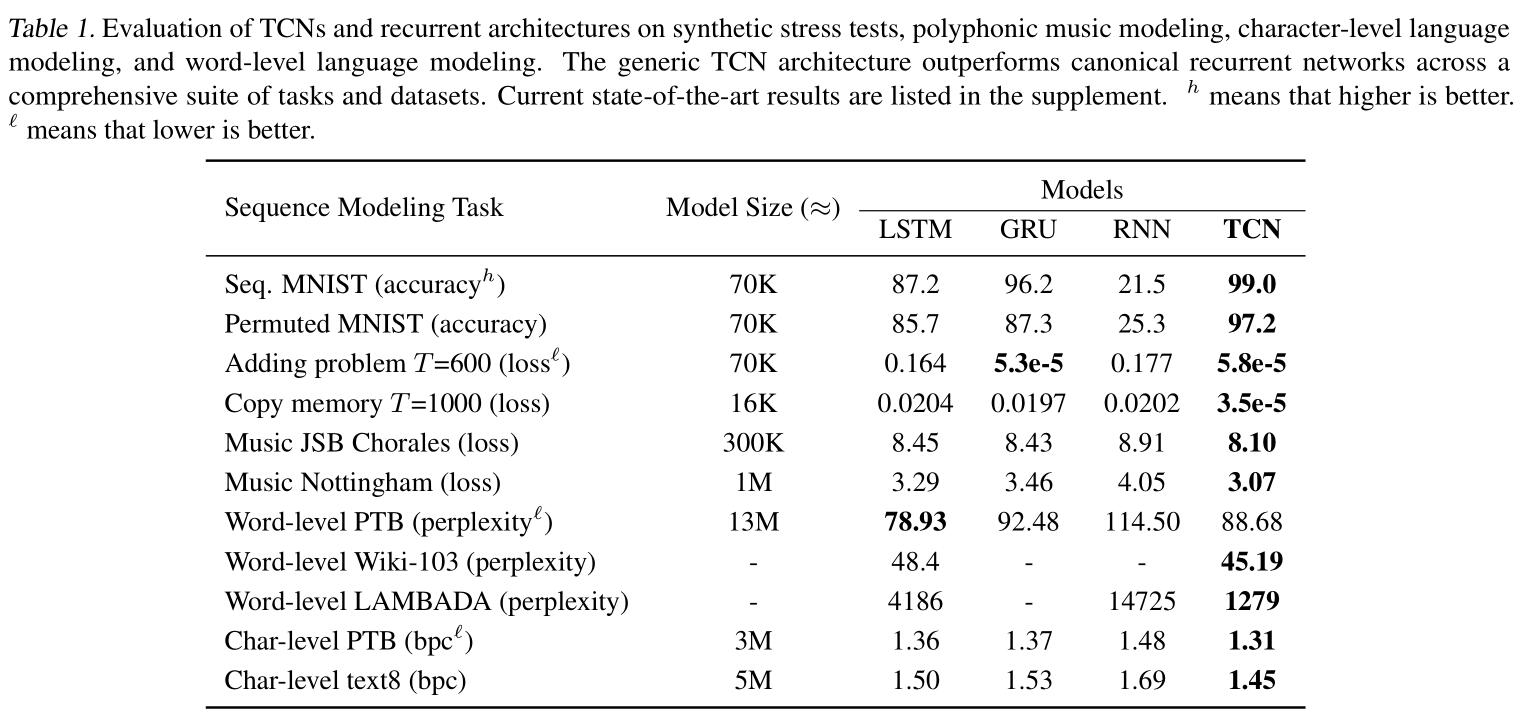 Table 1. Evaluation of TCNs and recurrent architectures on synthetic stress tests, polyphonic music modeling, character-level language
modeling, and word-level language modeling. The generic TCN architecture outperforms canonical recurrent networks across a
comprehensive suite of tasks and datasets. Current state-of-the-art results are listed in the supplement. h means that higher is better.
ℓ means that lower is better.
Sequence Modeling Task Model Size (≈) Models
LSTM GRU RNN TCN
Seq. MNIST (accuracyh) 70K 87.2 96.2 21.5 99.0
Permuted MNIST (accuracy) 70K 85.7 87.3 25.3 97.2
Adding problem T=600 (lossℓ) 70K 0.164 5.3e-5 0.177 5.8e-5
Copy memory T=1000 (loss) 16K 0.0204 0.0197 0.0202 3.5e-5
Music JSB Chorales (loss) 300K 8.45 8.43 8.91 8.10
Music Nottingham (loss) 1M 3.29 3.46 4.05 3.07
Word-level PTB (perplexityℓ) 13M 78.93 92.48 114.50 88.68
Word-level Wiki-103 (perplexity) - 48.4 - - 45.19
Word-level LAMBADA (perplexity) - 4186 - 14725 1279
Char-level PTB (bpcℓ) 3M 1.36 1.37 1.48 1.31
Char-level text8 (bpc) 5M 1.50 1.53 1.69 1.45